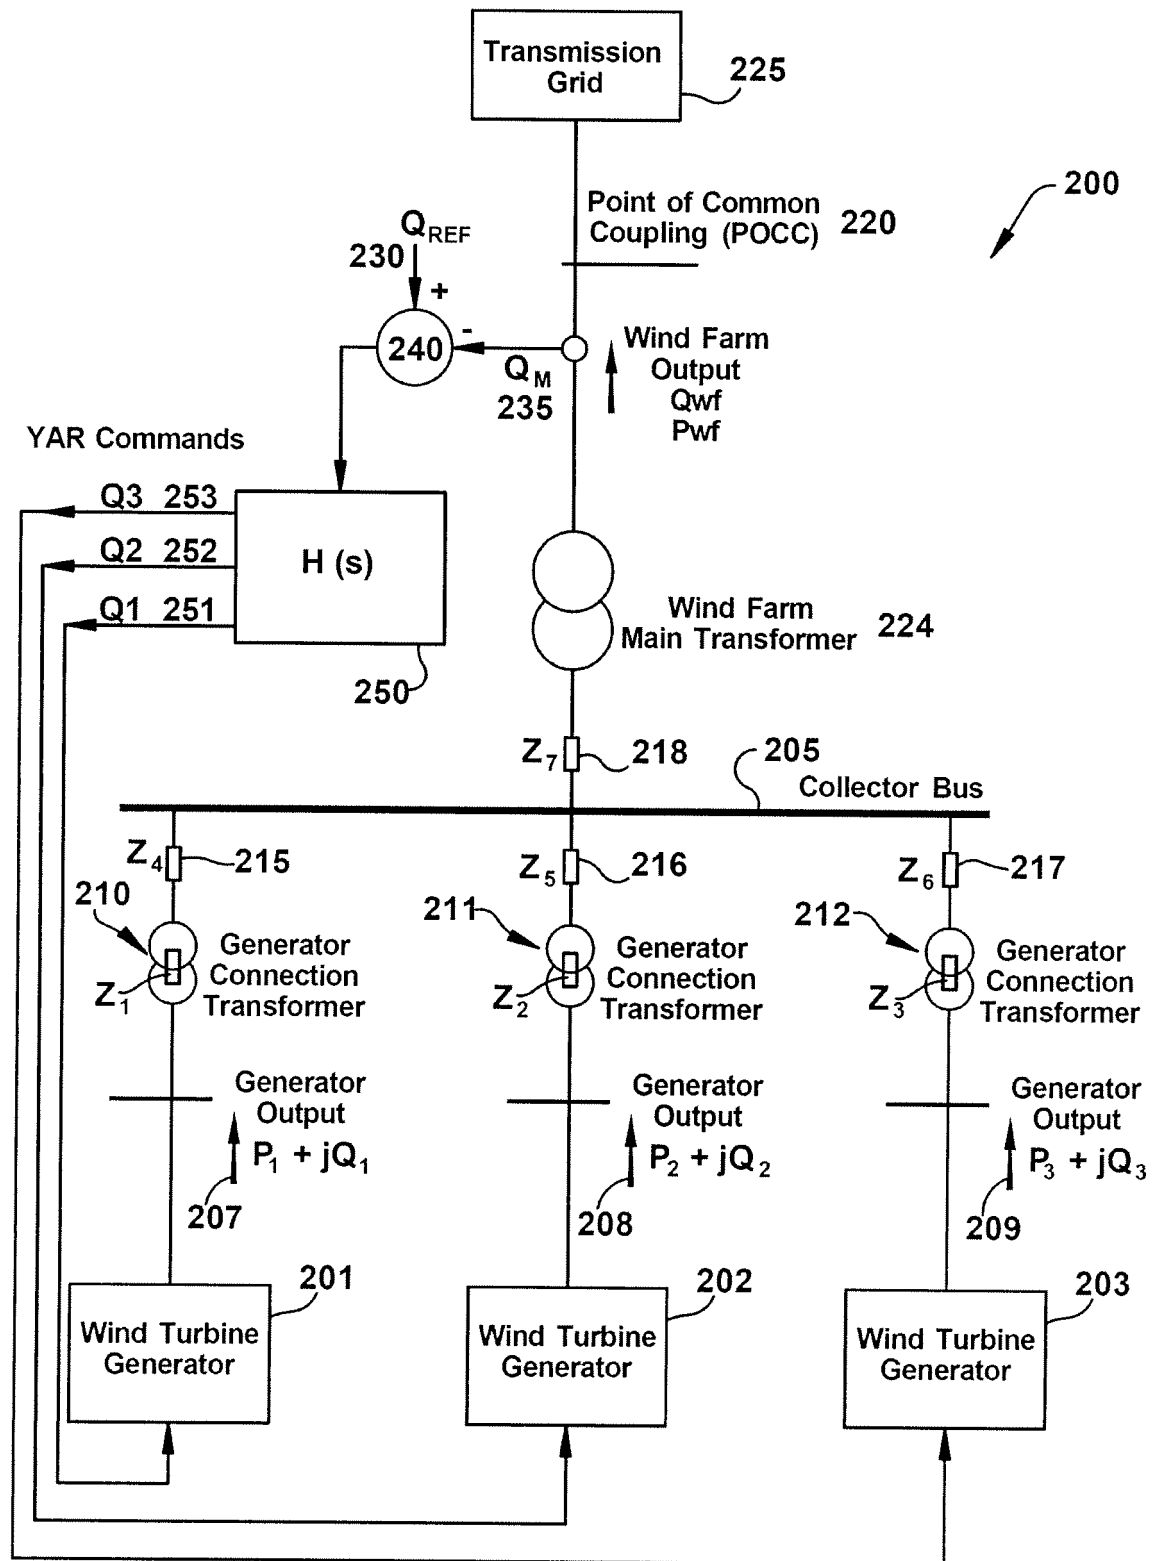 Transmission
Grid
225
200
Point of Common
Coupling (POCC)
220
QREF
230
+
-
240
QM
235
Wind Farm
Output
Qwf
Pwf
YAR Commands
Q3 253
Q2 252
Q1 251
H (s)
250
Wind Farm
Main Transformer
224
Z7
218
205
Collector Bus
Z4
215
Z5
216
Z6
217
210
Generator
Connection
Transformer
Z1
211
Generator
Connection
Transformer
Z2
212
Generator
Connection
Transformer
Z3
Generator
Output
P1 + jQ1
207
Generator
Output
P2 + jQ2
208
Generator
Output
P3 + jQ3
209
201
Wind Turbine
Generator
202
Wind Turbine
Generator
203
Wind Turbine
Generator